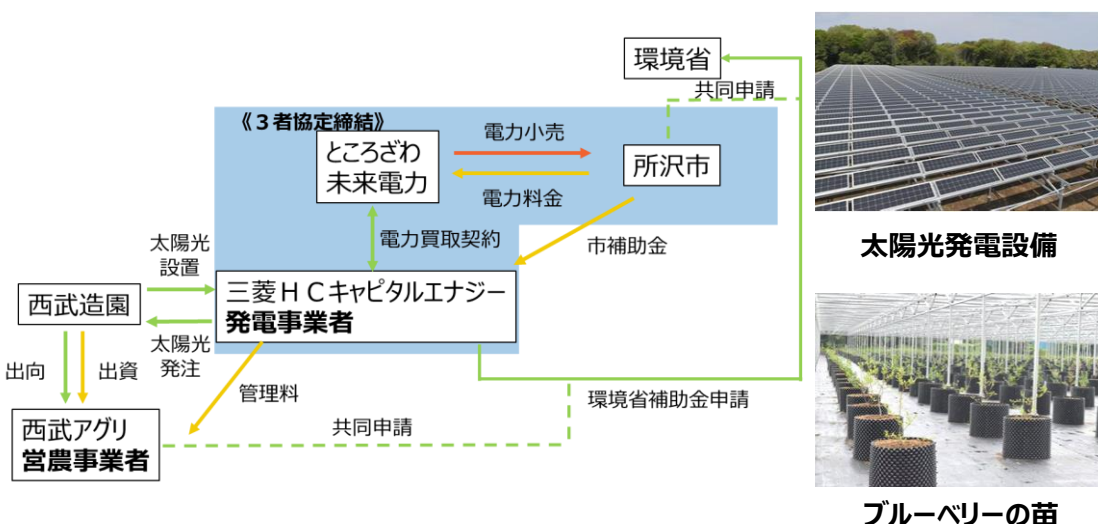 環境省
共同申請
《３者協定締結》
ところざわ
未来電力
電力小売
電力料金
所沢市
電力買取契約
市補助金
太陽光
設置
西武造園
三菱ＨＣキャピタルエナジー
発電事業者
太陽光
発注
出向
出資
管理料
環境省補助金申請
西武アグリ
営農事業者
共同申請
太陽光発電設備
ブルーベリーの苗